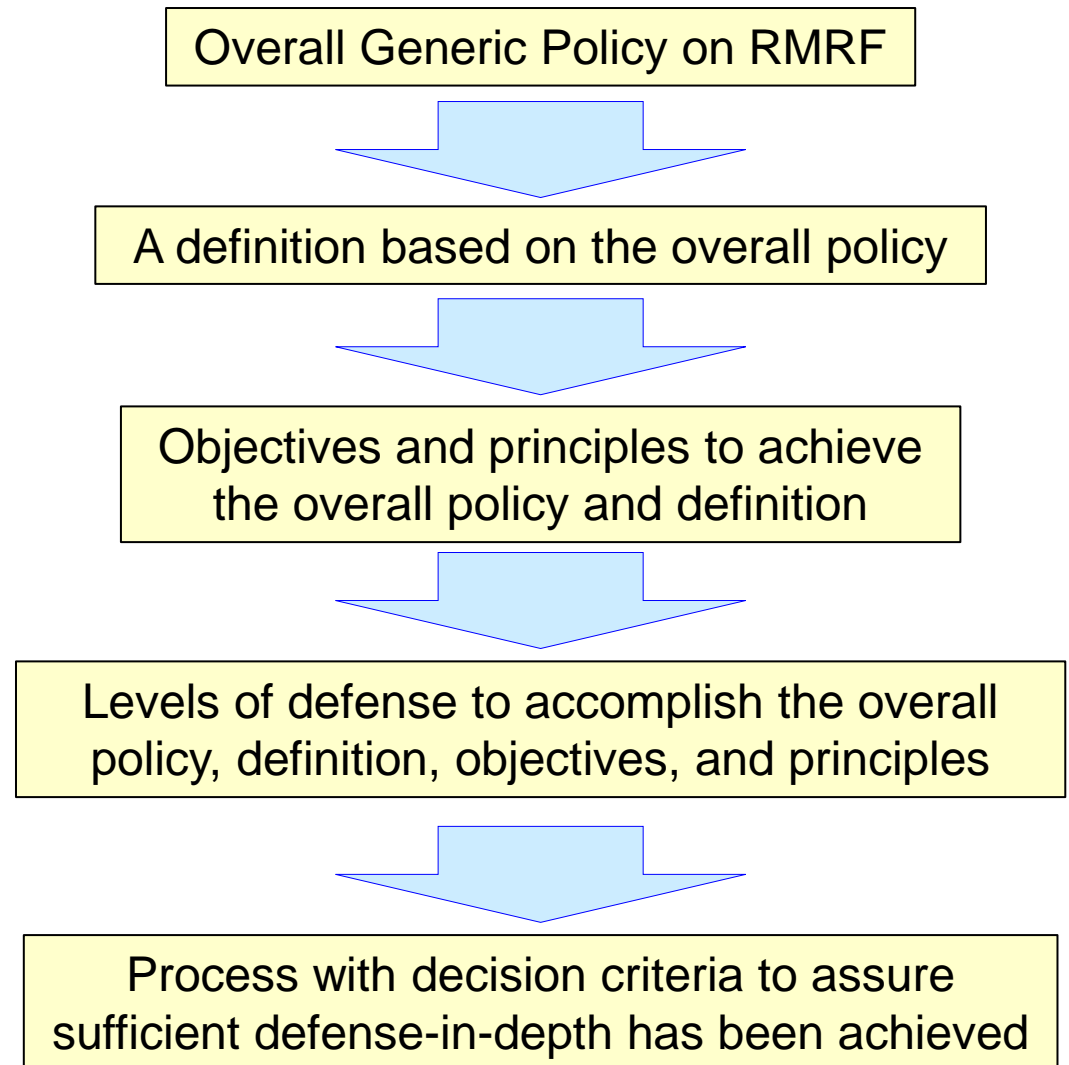 Overall Generic Policy on RMRF
A definition based on the overall policy
Objectives and principles to achieve
the overall policy and definition
Levels of defense to accomplish the overall
policy, definition, objectives, and principles
Process with decision criteria to assure
sufficient defense-in-depth has been achieved